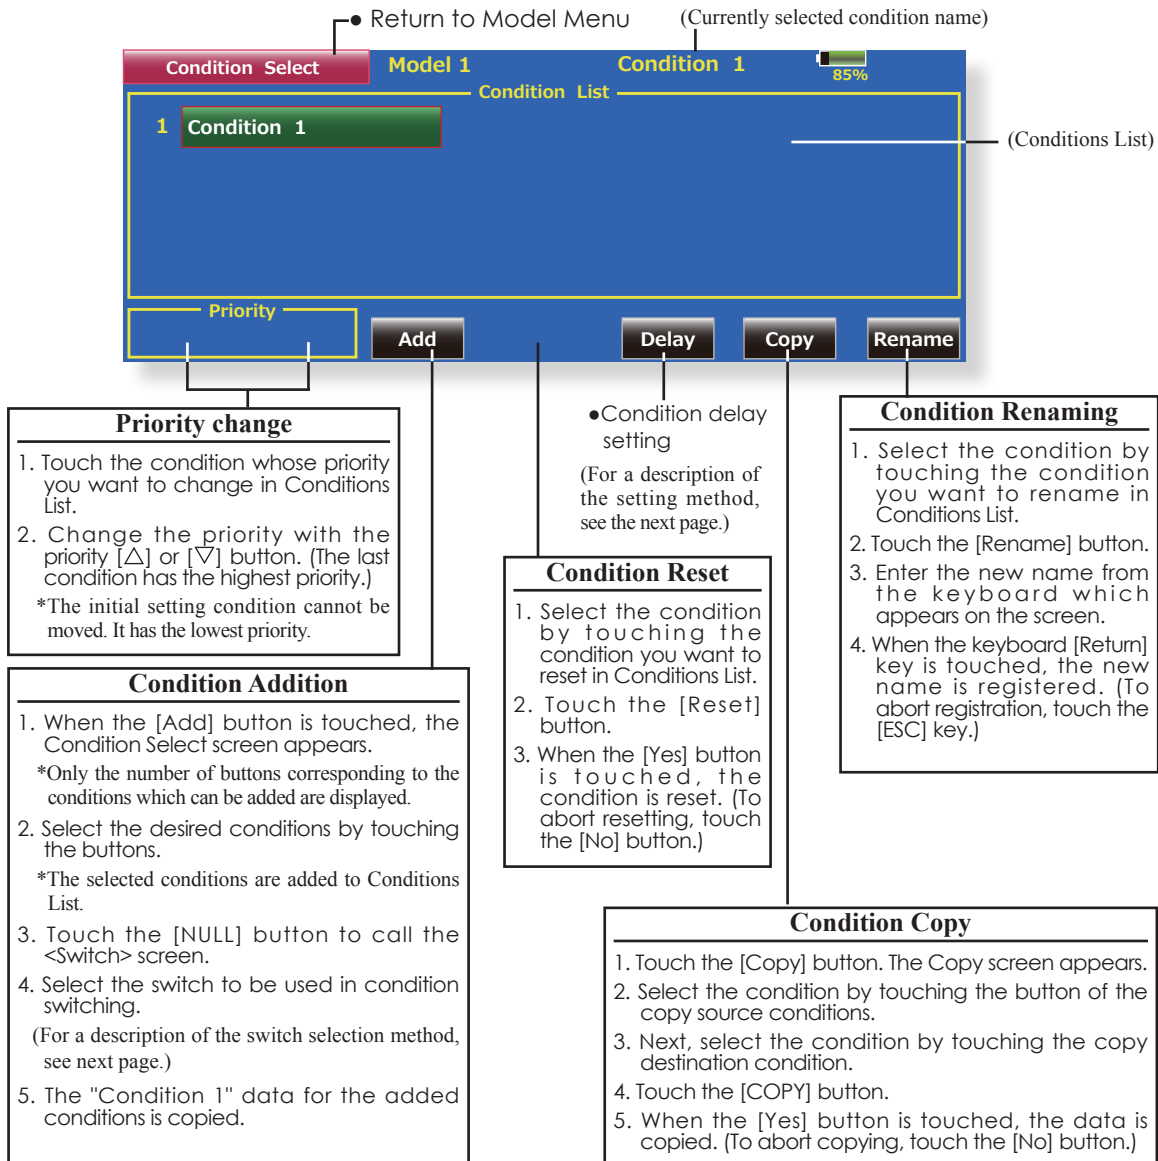 ● Return to Model Menu
(Currently selected condition name)
Condition Select
Model 1
Condition 1
85%
Condition List
1 Condition 1
(Conditions List)
Priority
Add
Delay
Copy
Rename
Priority change
1. Touch the condition whose priority
you want to change in Conditions
List.
2. Change the priority with the
priority [△] or [▽] button. (The last
condition has the highest priority.)
*The initial setting condition cannot be
moved. It has the lowest priority.
Condition Addition
1. When the [Add] button is touched, the
Condition Select screen appears.
*Only the number of buttons corresponding to the
conditions which can be added are displayed.
2. Select the desired conditions by touching
the buttons.
*The selected conditions are added to Conditions
List.
3. Touch the [NULL] button to call the
<Switch> screen.
4. Select the switch to be used in condition
switching.
(For a description of the switch selection method,
see next page.)
5. The "Condition 1" data for the added
conditions is copied.
●Condition delay
setting
(For a description of
the setting method,
see the next page.)
Condition Reset
1. Select the condition
by touching the
condition you want to
reset in Conditions List.
2. Touch the [Reset]
button.
3. When the [Yes] button
is touched, the
condition is reset. (To
abort resetting, touch
the [No] button.)
Condition Renaming
1. Select the condition by
touching the condition
you want to rename in
Conditions List.
2. Touch the [Rename] button.
3. Enter the new name from
the keyboard which
appears on the screen.
4. When the keyboard [Return]
key is touched, the new
name is registered. (To
abort registration, touch the
[ESC] key.)
Condition Copy
1. Touch the [Copy] button. The Copy screen appears.
2. Select the condition by touching the button of the
copy source conditions.
3. Next, select the condition by touching the copy
destination condition.
4. Touch the [COPY] button.
5. When the [Yes] button is touched, the data is
copied. (To abort copying, touch the [No] button.)